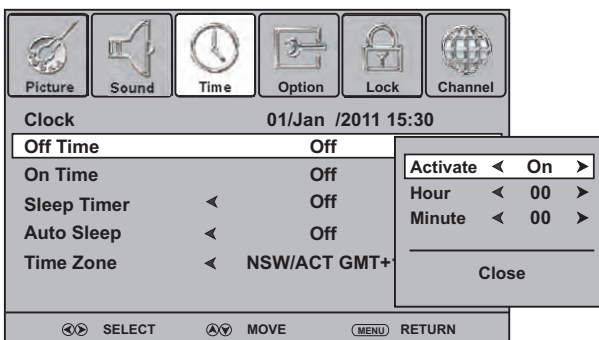 Picture Sound Time Option Lock Channel
Clock 01/Jan /2011 15:30
Off Time Off
On Time Off
Sleep Timer Off
Auto Sleep Off
Time Zone NSW/ACT GMT+
Activate On
Hour 00
Minute 00
Close
SELECT MOVE MENU RETURN